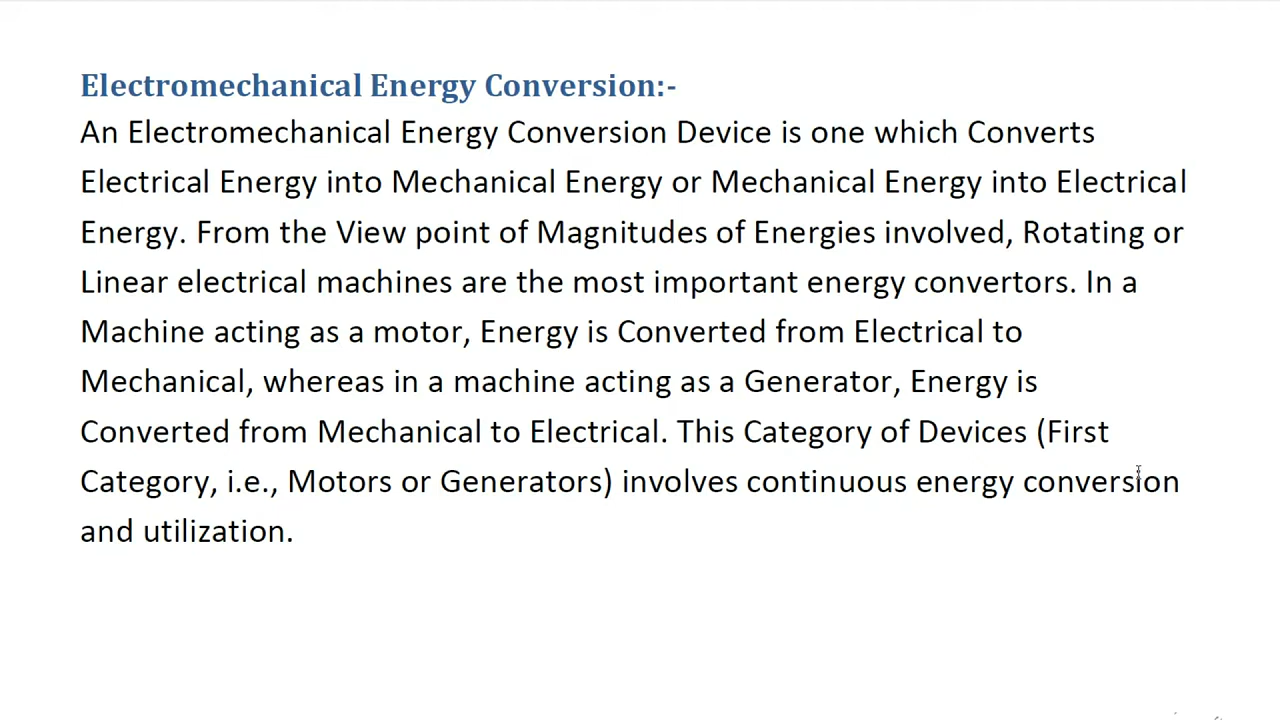 Electromechanical Energy Conversion:-
An Electromechanical Energy Conversion Device is one which Converts
Electrical Energy into Mechanical Energy or Mechanical Energy into Electrical
Energy. From the View point of Magnitudes of Energies involved, Rotating or
Linear electrical machines are the most important energy convertors. In a
Machine acting as a motor, Energy is Converted from Electrical to
Mechanical, whereas in a machine acting as a Generator, Energy is
Converted from Mechanical to Electrical. This Category of Devices (First
Category, i.e., Motors or Generators) involves continuous energy conversion
and utilization.